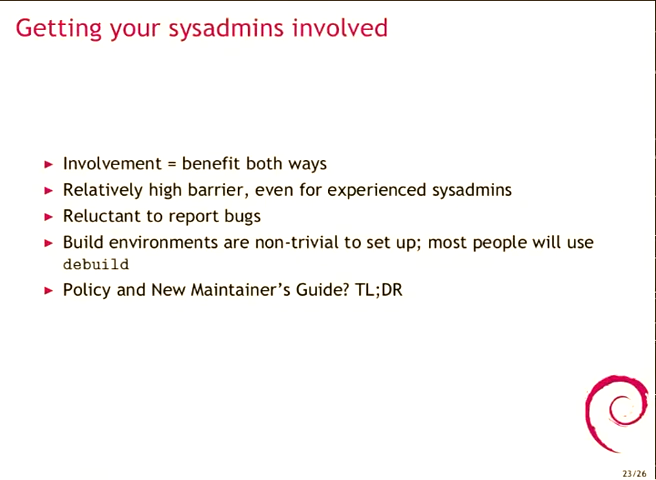 Getting your sysadmins involved
Involvement = benefit both ways
Relatively high barrier, even for experienced sysadmins
Reluctant to report bugs
Build environments are non-trivial to set up; most people will use
debuild
Policy and New Maintainer's Guide? TL;DR
23/26